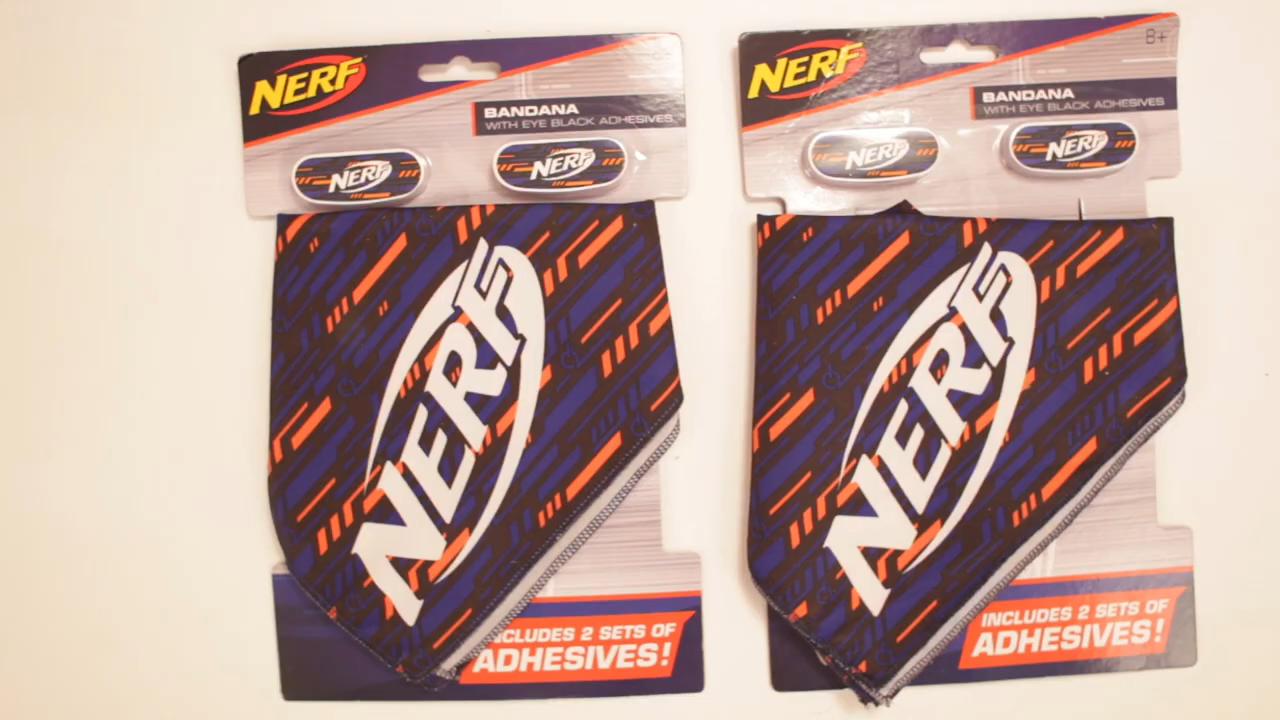 NERF
BANDANA
WITH EYE BLACK ADHESIVES
NERF
NERF
NERF
INCLUDES 2 SETS OF
ADHESIVES!
NERF
8+
BANDANA
WITH EYE BLACK ADHESIVES
NERF
NERF
NERF
INCLUDES 2 SETS OF
ADHESIVES!